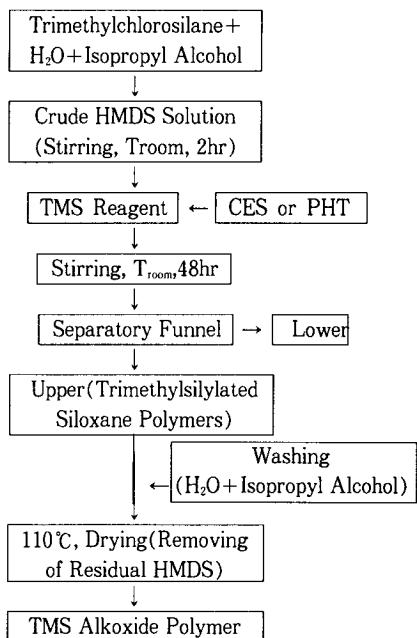 Trimethylchlorosilane+
H₂O+Isopropyl Alcohol
Crude HMDS Solution
(Stirring, Troom, 2hr)
TMS Reagent ← CES or PHT
Stirring, Troom,48hr
Separatory Funnel → Lower
Upper(Trimethylsilylated
Siloxane Polymers)
Washing
(H₂O+Isopropyl Alcohol)
110℃, Drying(Removing
of Residual HMDS)
TMS Alkoxide Polymer